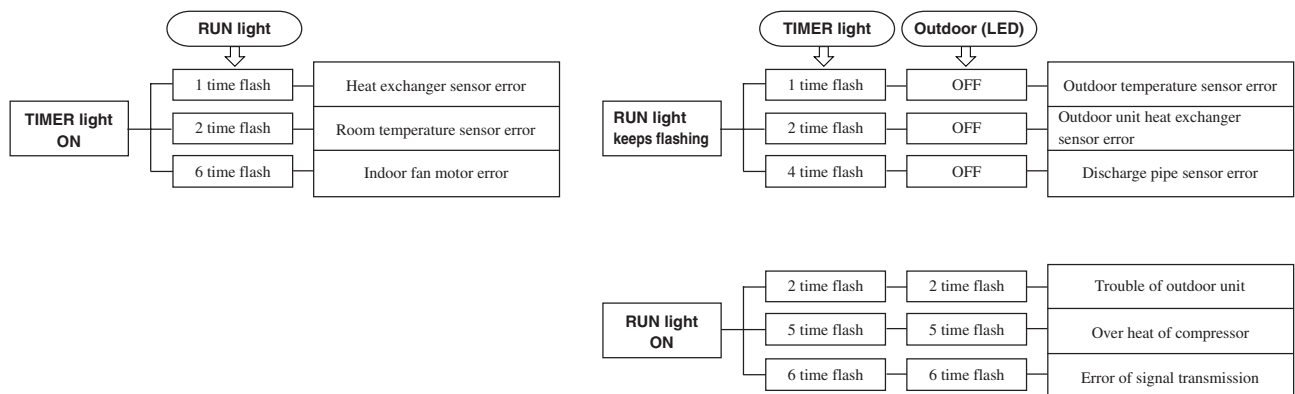 RUN light
TIMER light
ON
1 time flash
Heat exchanger sensor error
2 time flash
Room temperature sensor error
6 time flash
Indoor fan motor error
TIMER light
Outdoor (LED)
RUN light
keeps flashing
1 time flash
OFF
Outdoor temperature sensor error
2 time flash
OFF
Outdoor unit heat exchanger
sensor error
4 time flash
OFF
Discharge pipe sensor error
RUN light
ON
2 time flash
2 time flash
Trouble of outdoor unit
5 time flash
5 time flash
Over heat of compressor
6 time flash
6 time flash
Error of signal transmission